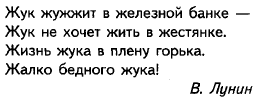 Жук жужжит в железной банке —
Жук не хочет жить в жестянке.
Жизнь жука в плену горька.
Жалко бедного жука!
В. Лунин